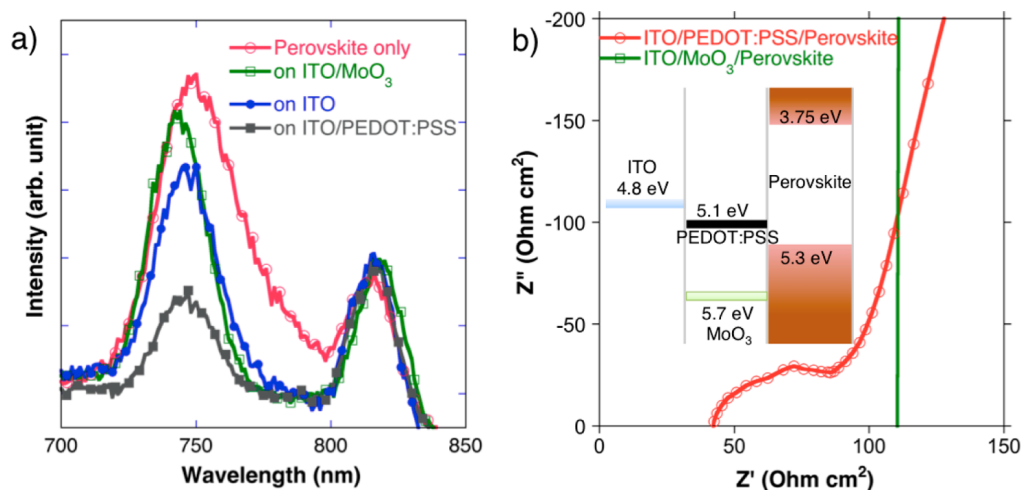 a)
Perovskite only
on ITO/MoO3
on ITO
on ITO/PEDOT:PSS
Intensity (arb. unit)
700 750 800 850
Wavelength (nm)
b)
-200
-150
-100
-50
0
Z" (Ohm cm2)
ITO/PEDOT:PSS/Perovskite
ITO/MoO3/Perovskite
3.75 eV
ITO
4.8 eV
Perovskite
5.1 eV
PEDOT:PSS
5.3 eV
5.7 eV
MoO3
0 50 100 150
Z' (Ohm cm2)